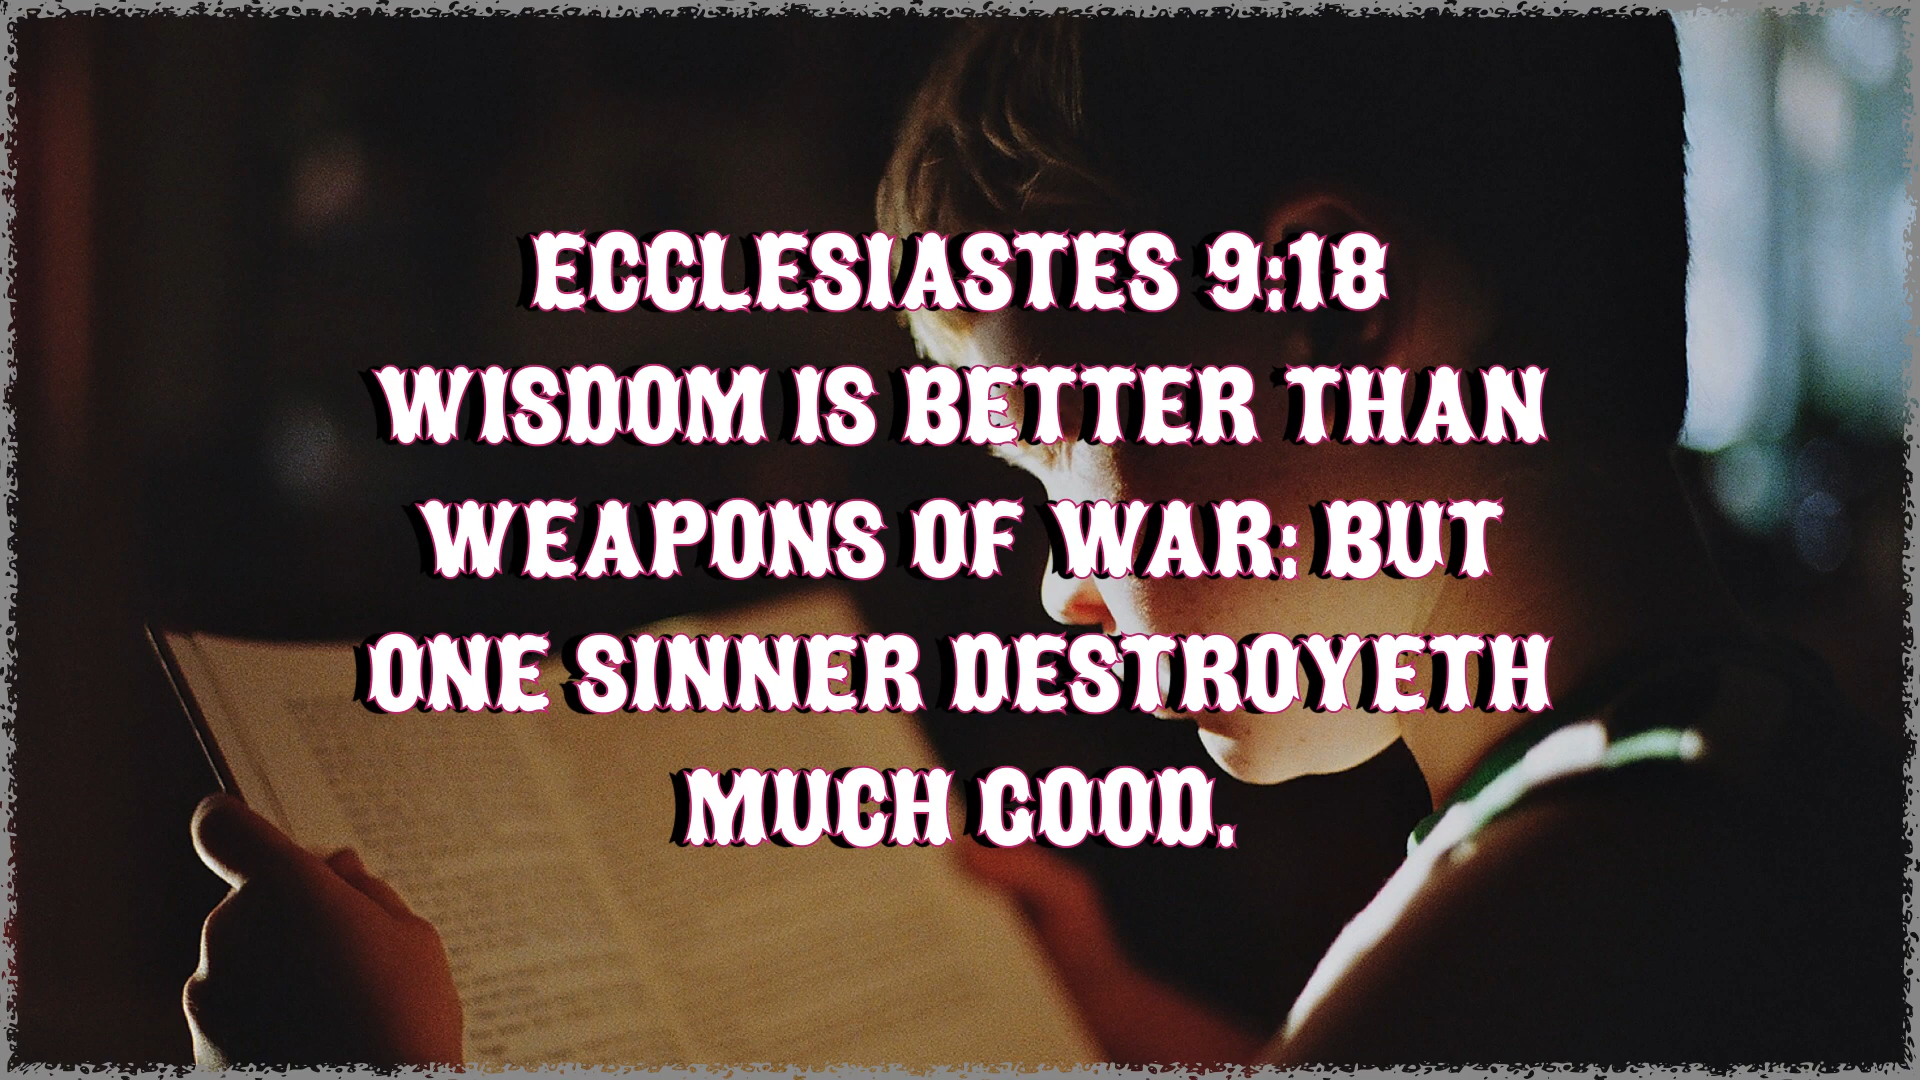 ECCLESIASTES 9:18
WISDOM IS BETTER THAN
WEAPONS OF WAR: BUT
ONE SINNER DESTROYETH
MUCH GOOD.